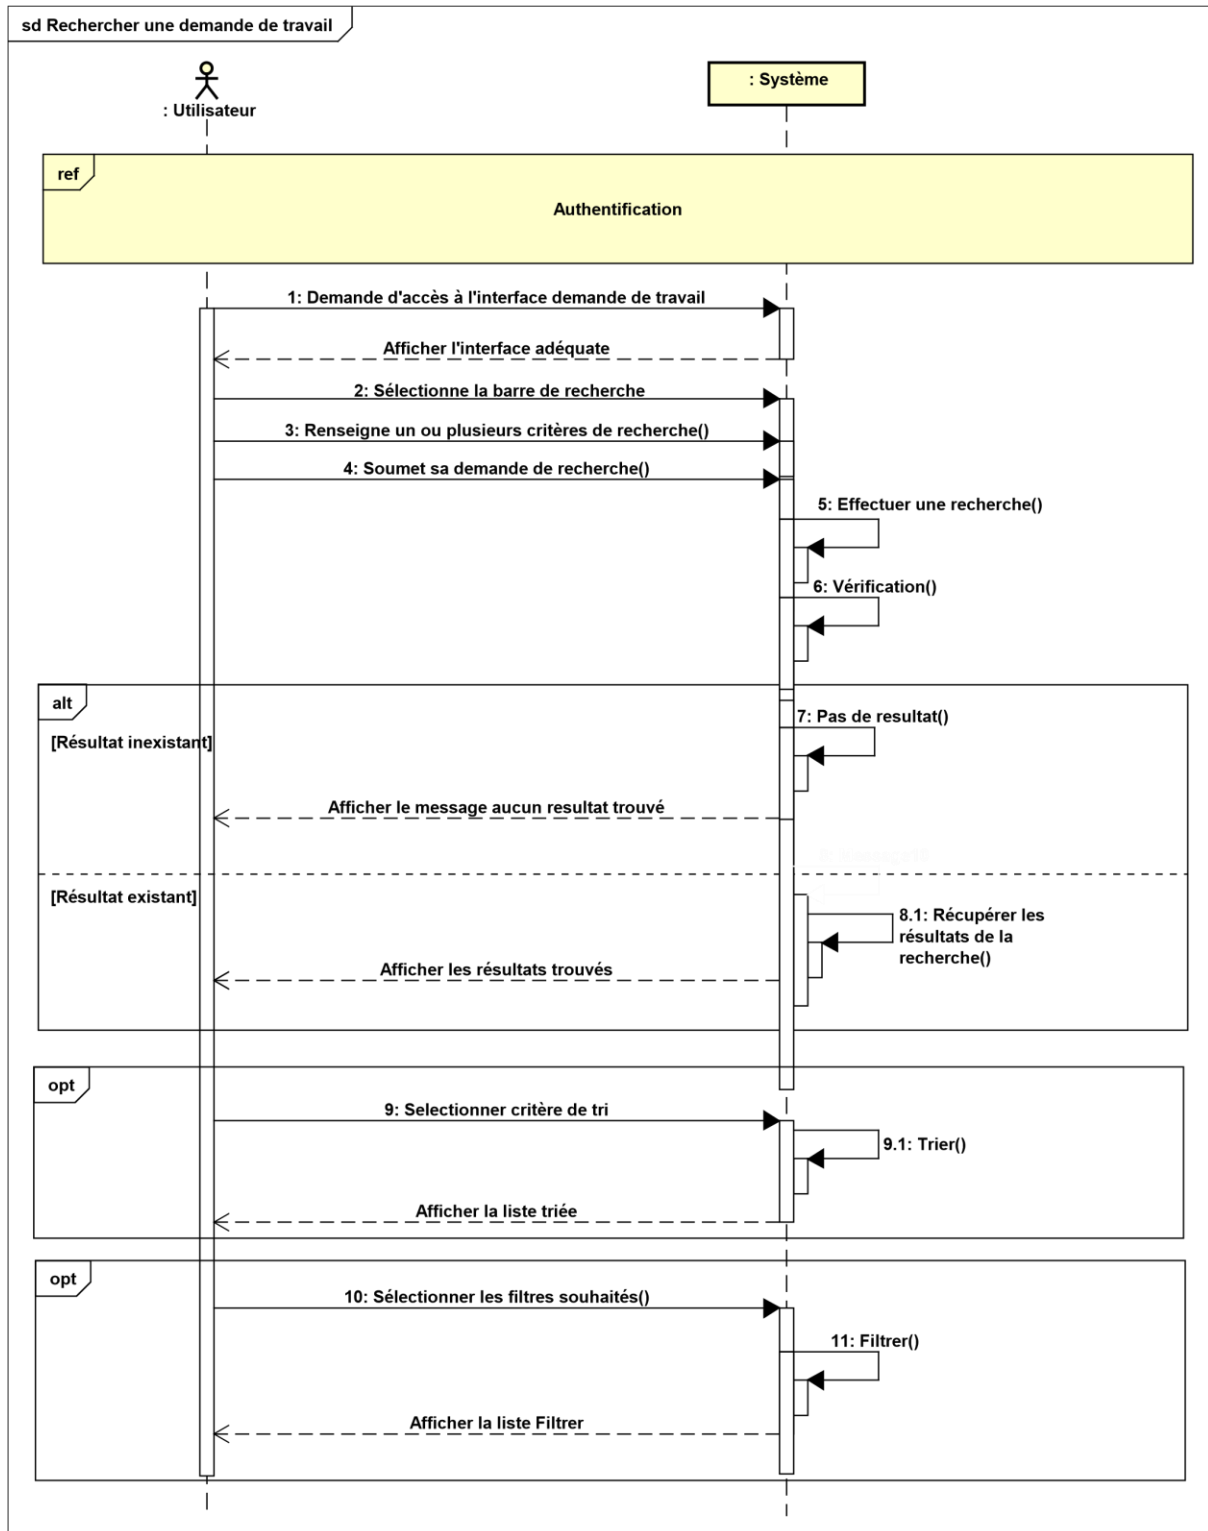 sd Rechercher une demande de travail
: Utilisateur
: Système
ref
Authentification
1: Demande d'accès à l'interface demande de travail
Afficher l'interface adéquate
2: Sélectionne la barre de recherche
3: Renseigne un ou plusieurs critères de recherche()
4: Soumet sa demande de recherche()
5: Effectuer une recherche()
6: Vérification()
alt
7: Pas de resultat()
[Résultat inexistant]
Afficher le message aucun resultat trouvé
[Résultat existant]
8.1: Récupérer les
résultats de la
recherche()
Afficher les résultats trouvés
opt
9: Selectionner critère de tri
9.1: Trier()
Afficher la liste triée
opt
10: Sélectionner les filtres souhaités()
11: Filtrer()
Afficher la liste Filtrer